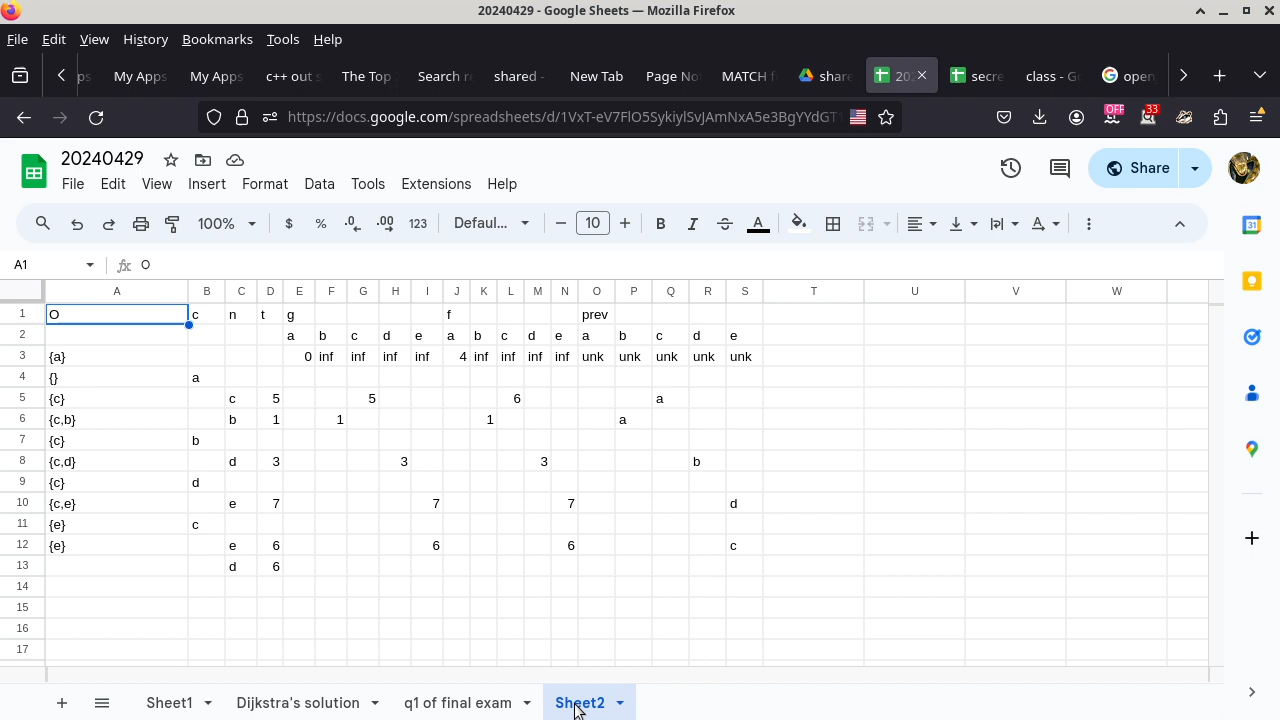 20240429 - Google Sheets — Mozilla Firefox
File Edit View History Bookmarks Tools Help
ps My Apps My Apps c++ out s The Top Search re shared - New Tab Page No MATCH f share 20 secre class - Go open
https://docs.google.com/spreadsheets/d/1VxT-eV7FlO5SykiylSvJAmNxA5e3BgYYdGT OFF 33
20240429
File Edit View Insert Format Data Tools Extensions Help
Share
100% $ % .0 .00 123 Defaul... 10 B I A
A1 fx O
A B C D E F G H I J K L M N O P Q R S T U V W
1 O c n t g f prev
2 a b c d e a b c d e a b c d e
3 {a} 0 inf inf inf inf 4 inf inf inf inf unk unk unk unk unk
4 {} a
5 {c} c 5 5 6 a
6 {c,b} b 1 1 1 a
7 {c} b
8 {c,d} d 3 3 3 b
9 {c} d
10 {c,e} e 7 7 7 d
11 {e} c
12 {e} e 6 6 6 c
13 d 6
14
15
16
17
Sheet1 Dijkstra's solution q1 of final exam Sheet2